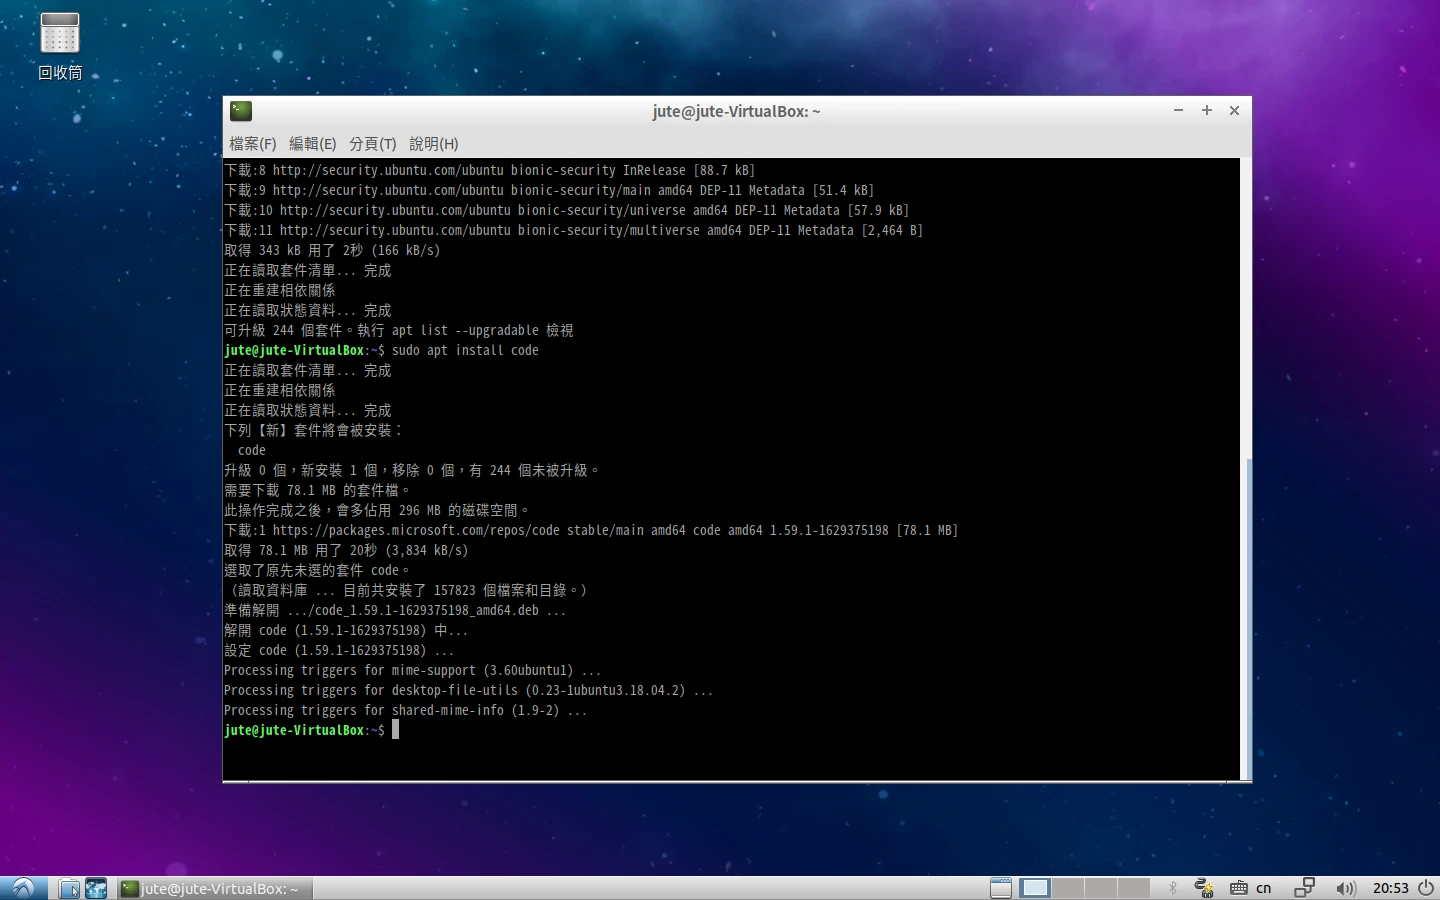 回收筒
jute@jute-VirtualBox: ~
檔案(F) 編輯(E) 分頁(T) 說明(H)
下載:8 http://security.ubuntu.com/ubuntu bionic-security InRelease [88.7 kB]
下載:9 http://security.ubuntu.com/ubuntu bionic-security/main amd64 DEP-11 Metadata [51.4 kB]
下載:10 http://security.ubuntu.com/ubuntu bionic-security/universe amd64 DEP-11 Metadata [57.9 kB]
下載:11 http://security.ubuntu.com/ubuntu bionic-security/multiverse amd64 DEP-11 Metadata [2,464 B]
取得 343 kB 用了 2秒 (166 kB/s)
正在讀取套件清單... 完成
正在重建相依關係
正在讀取狀態資料... 完成
可升級 244 個套件。執行 apt list --upgradable 檢視
jute@jute-VirtualBox:~$ sudo apt install code
正在讀取套件清單... 完成
正在重建相依關係
正在讀取狀態資料... 完成
下列【新】套件將會被安裝：
  code
升級 0 個，新安裝 1 個，移除 0 個，有 244 個未被升級。
需要下載 78.1 MB 的套件檔。
此操作完成之後，會多佔用 296 MB 的磁碟空間。
下載:1 https://packages.microsoft.com/repos/code stable/main amd64 code amd64 1.59.1-1629375198 [78.1 MB]
取得 78.1 MB 用了 20秒 (3,834 kB/s)
選取了原先未選的套件 code。
（讀取資料庫 ... 目前共安裝了 157823 個檔案和目錄。）
準備解開 .../code_1.59.1-1629375198_amd64.deb ...
解開 code (1.59.1-1629375198) 中...
設定 code (1.59.1-1629375198) ...
Processing triggers for mime-support (3.60ubuntu1) ...
Processing triggers for desktop-file-utils (0.23-1ubuntu3.18.04.2) ...
Processing triggers for shared-mime-info (1.9-2) ...
jute@jute-VirtualBox:~$
jute@jute-VirtualBox: ~ cn 20:53